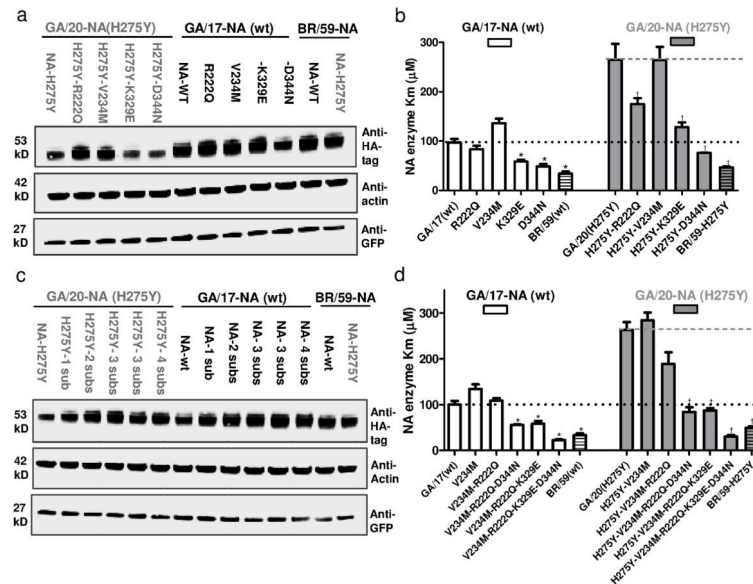 a
GA/20-NA(H275Y)
GA/17-NA (wt)
BR/59-NA
NA-H275Y
H275Y-R222Q
H275Y-V234M
H275Y-K329E
H275Y-D344N
NA-WT
R222Q
V234M
-K329E
-D344N
NA-WT
NA-H275Y
53
kD
Anti-
HA-
tag
42
kD
Anti-
actin
27
kD
Anti-
GFP
b
GA/17-NA (wt)
GA/20-NA(H275Y)
NA enzyme Km (µM)
300
200
100
0
* * * † † † †
GA/17(wt)
R222Q
V234M
K329E
D344N
BR/59(wt)
GA/20(H275Y)
H275Y-R222Q
H275Y-V234M
H275Y-K329E
H275Y-D344N
BR/59-H275Y
c
GA/20-NA (H275Y)
GA/17-NA (wt)
BR/59-NA
NA-H275Y
H275Y-1 sub
H275Y-2 subs
H275Y- 3 subs
H275Y- 3 subs
H275Y- 4 subs
NA-wt
NA-1 sub
NA-2 subs
NA- 3 subs
NA- 3 subs
NA- 4 subs
NA-wt
NA-H275Y
53
kD
Anti-
HA-
tag
42
kD
Anti-
Actin
27
kD
Anti-
GFP
d
GA/17-NA (wt)
GA/20-NA (H275Y)
NA enzyme Km (µM)
300
200
100
0
* * * * † † † †
GA/17(wt)
V234M
V234M-R222Q
V234M-R222Q-D344N
V234M-R222Q-K329E
V234M-R222Q-K329E-D344N
BR/59(wt)
GA/20(H275Y)
H275Y-V234M
H275Y-V234M-R222Q
H275Y-V234M-R222Q-D344N
H275Y-V234M-R222Q-K329E
H275Y-V234M-R222Q-K329E-D344N
BR/59-H275Y